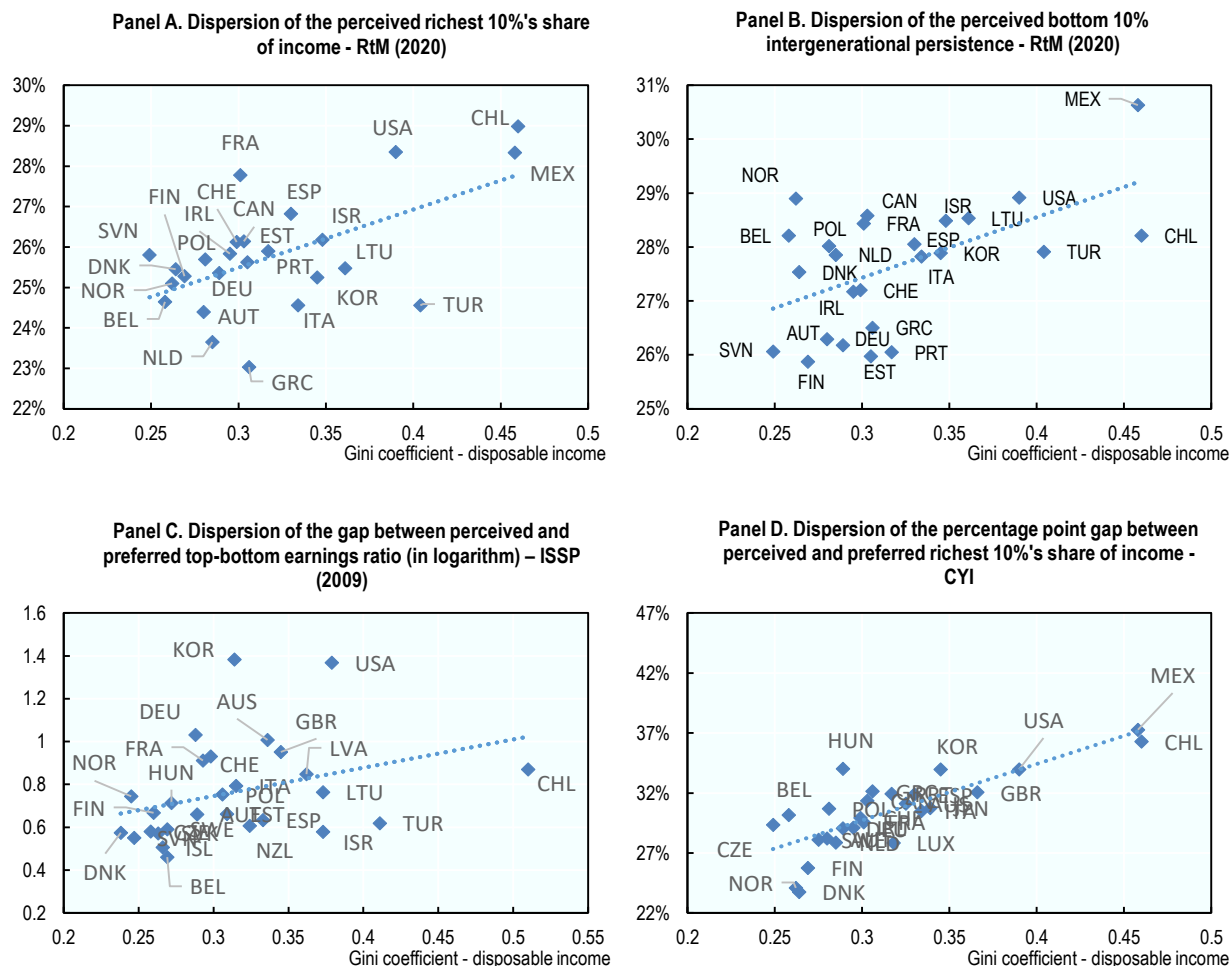 Panel A. Dispersion of the perceived richest 10%'s share
of income - RtM (2020)
30%
29%
28%
27%
26%
25%
24%
23%
22%
CHL
USA
FRA
MEX
CHE
FIN
ESP
IRL
CAN
ISR
SVN
POL
EST
LTU
DNK
PRT
NOR
DEU
KOR
BEL
AUT
ITA
TUR
NLD
GRC
0.2 0.25 0.3 0.35 0.4 0.45 0.5
Gini coefficient - disposable income
Panel B. Dispersion of the perceived bottom 10%
intergenerational persistence - RtM (2020)
31%
30%
29%
28%
27%
26%
25%
MEX
NOR
CAN
USA
ISR
LTU
BEL
POL
FRA
CHL
ESP
NLD
KOR
TUR
DNK
ITA
IRL
CHE
AUT
GRC
SVN
DEU
PRT
FIN
EST
0.2 0.25 0.3 0.35 0.4 0.45 0.5
Gini coefficient - disposable income
Panel C. Dispersion of the gap between perceived and
preferred top-bottom earnings ratio (in logarithm) – ISSP
(2009)
1.6
1.4
1.2
1
0.8
0.6
0.4
0.2
KOR
USA
AUS
DEU
GBR
FRA
LVA
NOR
CHE
HUN
ITA
CHL
POL
LTU
FIN
AUT
EST
ESP
TUR
SWE
SVN
NZL
ISR
ISL
DNK
BEL
0.2 0.25 0.3 0.35 0.4 0.45 0.5 0.55
Gini coefficient - disposable income
Panel D. Dispersion of the percentage point gap between
perceived and preferred richest 10%'s share of income -
CYI
47%
42%
37%
32%
27%
22%
MEX
USA
HUN
KOR
CHL
BEL
GBR
ESP
POL
ITA
CZE
NLD
LUX
FIN
NOR
DNK
0.2 0.25 0.3 0.35 0.4 0.45 0.5
Gini coefficient - disposable income